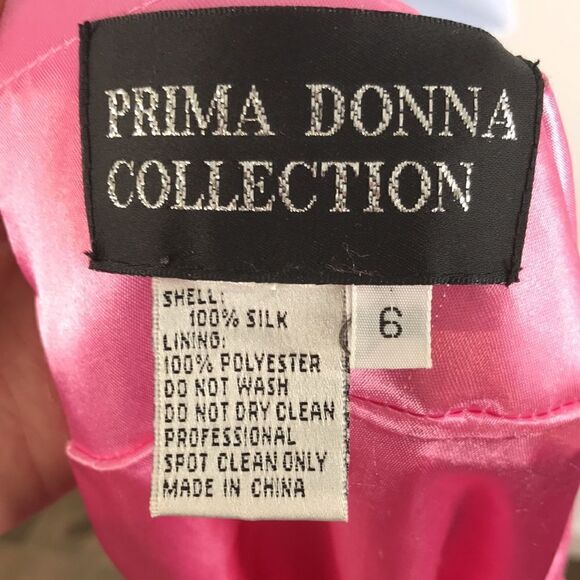 PRIMA DONNA
COLLECTION
SHELL:
100% SILK
LINING:
100% POLYESTER
DO NOT WASH
DO NOT DRY CLEAN
PROFESSIONAL
SPOT CLEAN ONLY
MADE IN CHINA
6